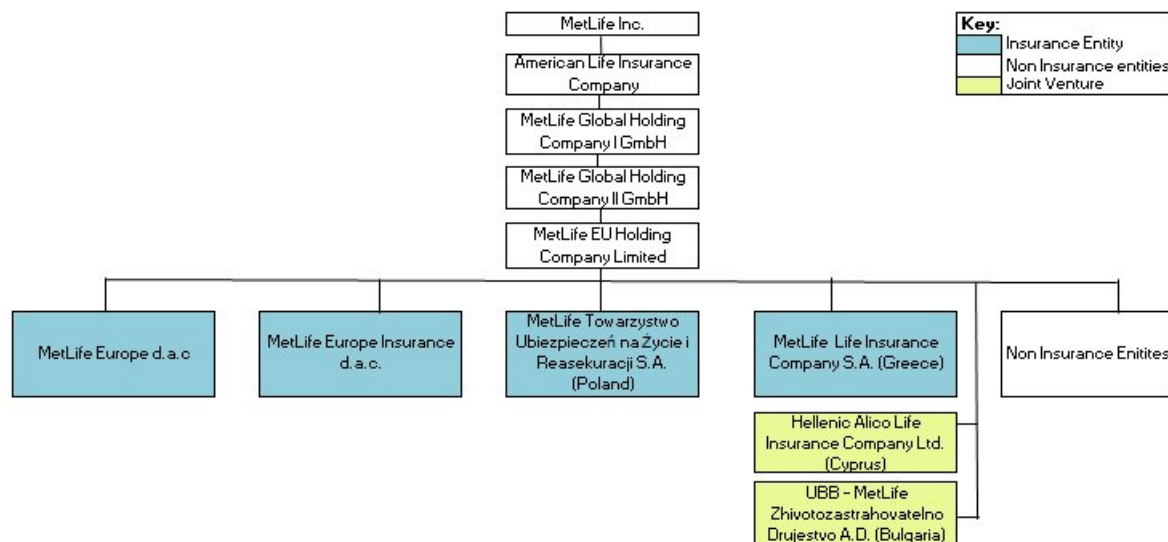 MetLife Inc.
Key:
Insurance Entity
Non Insurance entities
Joint Venture
American Life Insurance
Company
MetLife Global Holding
Company I GmbH
MetLife Global Holding
Company II GmbH
MetLife EU Holding
Company Limited
MetLife Europe d.a.c
MetLife Europe Insurance
d.a.c.
MetLife Towarzystwo
Ubiezpieczeń na Życie i
Reasekuracji S.A.
(Poland)
MetLife Life Insurance
Company S.A. (Greece)
Non Insurance Enitites
Hellenic Alico Life
Insurance Company Ltd.
(Cyprus)
UBB - MetLife
Zhivotozastrahovatelno
Drujestvo A.D. (Bulgaria)